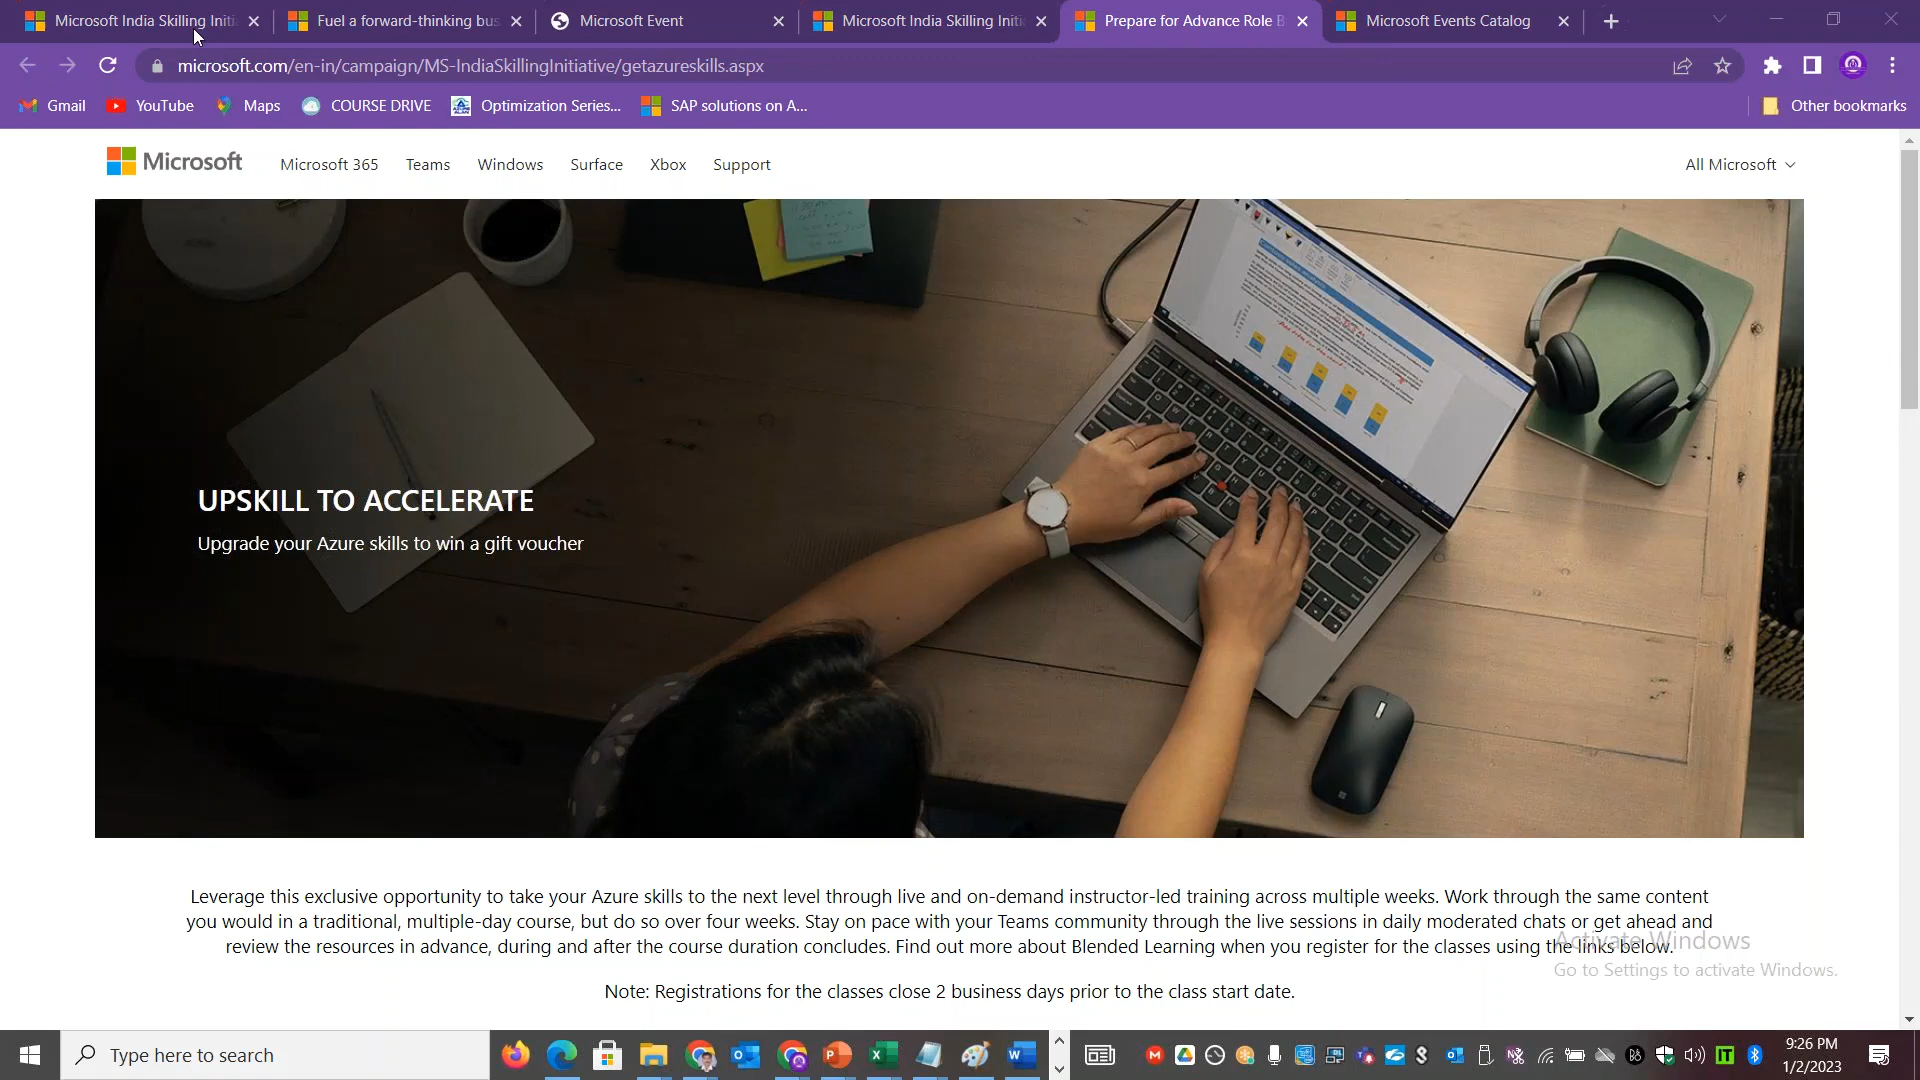 Microsoft India Skilling Initi
Fuel a forward-thinking bus
Microsoft Event
Microsoft India Skilling Initi
Prepare for Advance Role B
Microsoft Events Catalog
microsoft.com/en-in/campaign/MS-IndiaSkillingInitiative/getazureskills.aspx
Gmail
YouTube
Maps
COURSE DRIVE
Optimization Series...
SAP solutions on A...
Other bookmarks
Microsoft
Microsoft 365
Teams
Windows
Surface
Xbox
Support
All Microsoft
UPSKILL TO ACCELERATE
Upgrade your Azure skills to win a gift voucher
Leverage this exclusive opportunity to take your Azure skills to the next level through live and on-demand instructor-led training across multiple weeks. Work through the same content
you would in a traditional, multiple-day course, but do so over four weeks. Stay on pace with your Teams community through the live sessions in daily moderated chats or get ahead and
review the resources in advance, during and after the course duration concludes. Find out more about Blended Learning when you register for the classes using the links below.
Activate Windows
Go to Settings to activate Windows.
Note: Registrations for the classes close 2 business days prior to the class start date.
Type here to search
9:26 PM
1/2/2023